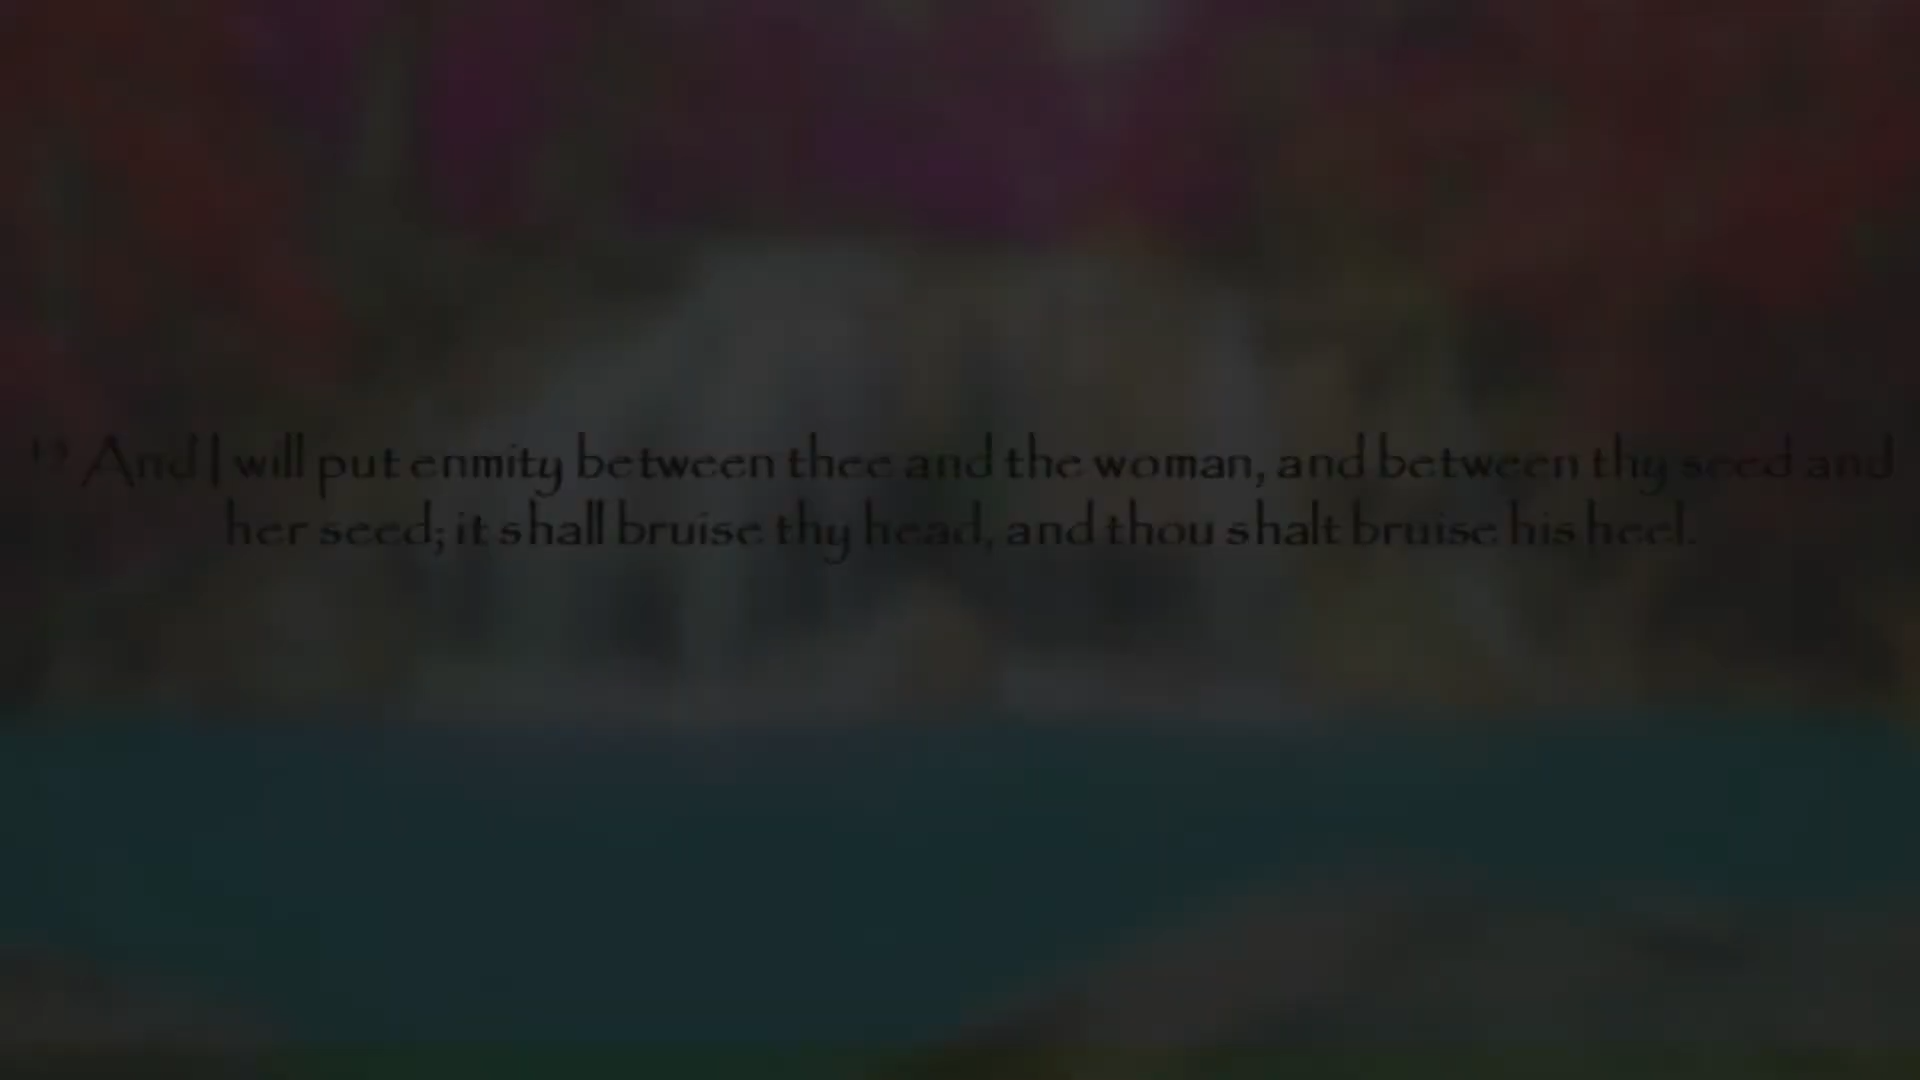 15 And I will put enmity between thee and the woman, and between thy seed and
her seed; it shall bruise thy head, and thou shalt bruise his heel.